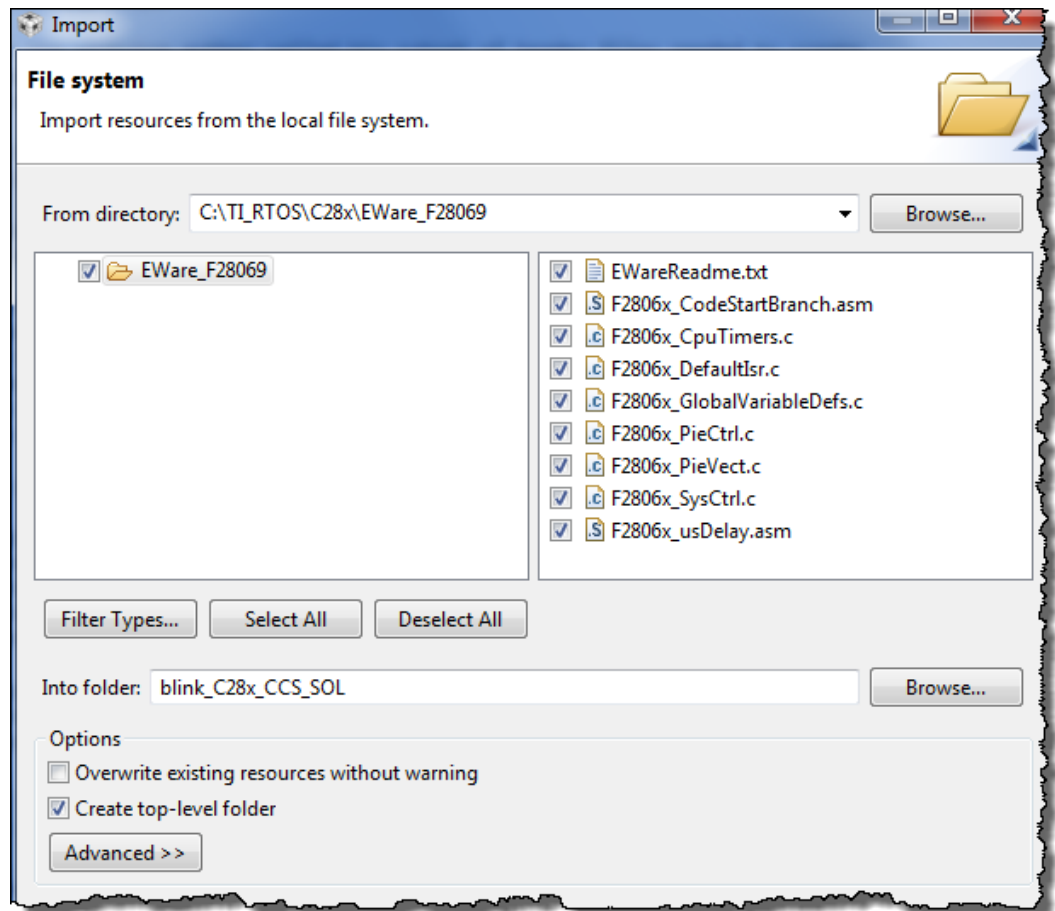 Import
File system
Import resources from the local file system.
From directory: C:\TI_RTOS\C28x\EWare_F28069 Browse...
EWare_F28069
EWareReadme.txt
F2806x_CodeStartBranch.asm
F2806x_CpuTimers.c
F2806x_DefaultIsr.c
F2806x_GlobalVariableDefs.c
F2806x_PieCtrl.c
F2806x_PieVect.c
F2806x_SysCtrl.c
F2806x_usDelay.asm
Filter Types... Select All Deselect All
Into folder: blink_C28x_CCS_SOL Browse...
Options
Overwrite existing resources without warning
Create top-level folder
Advanced >>